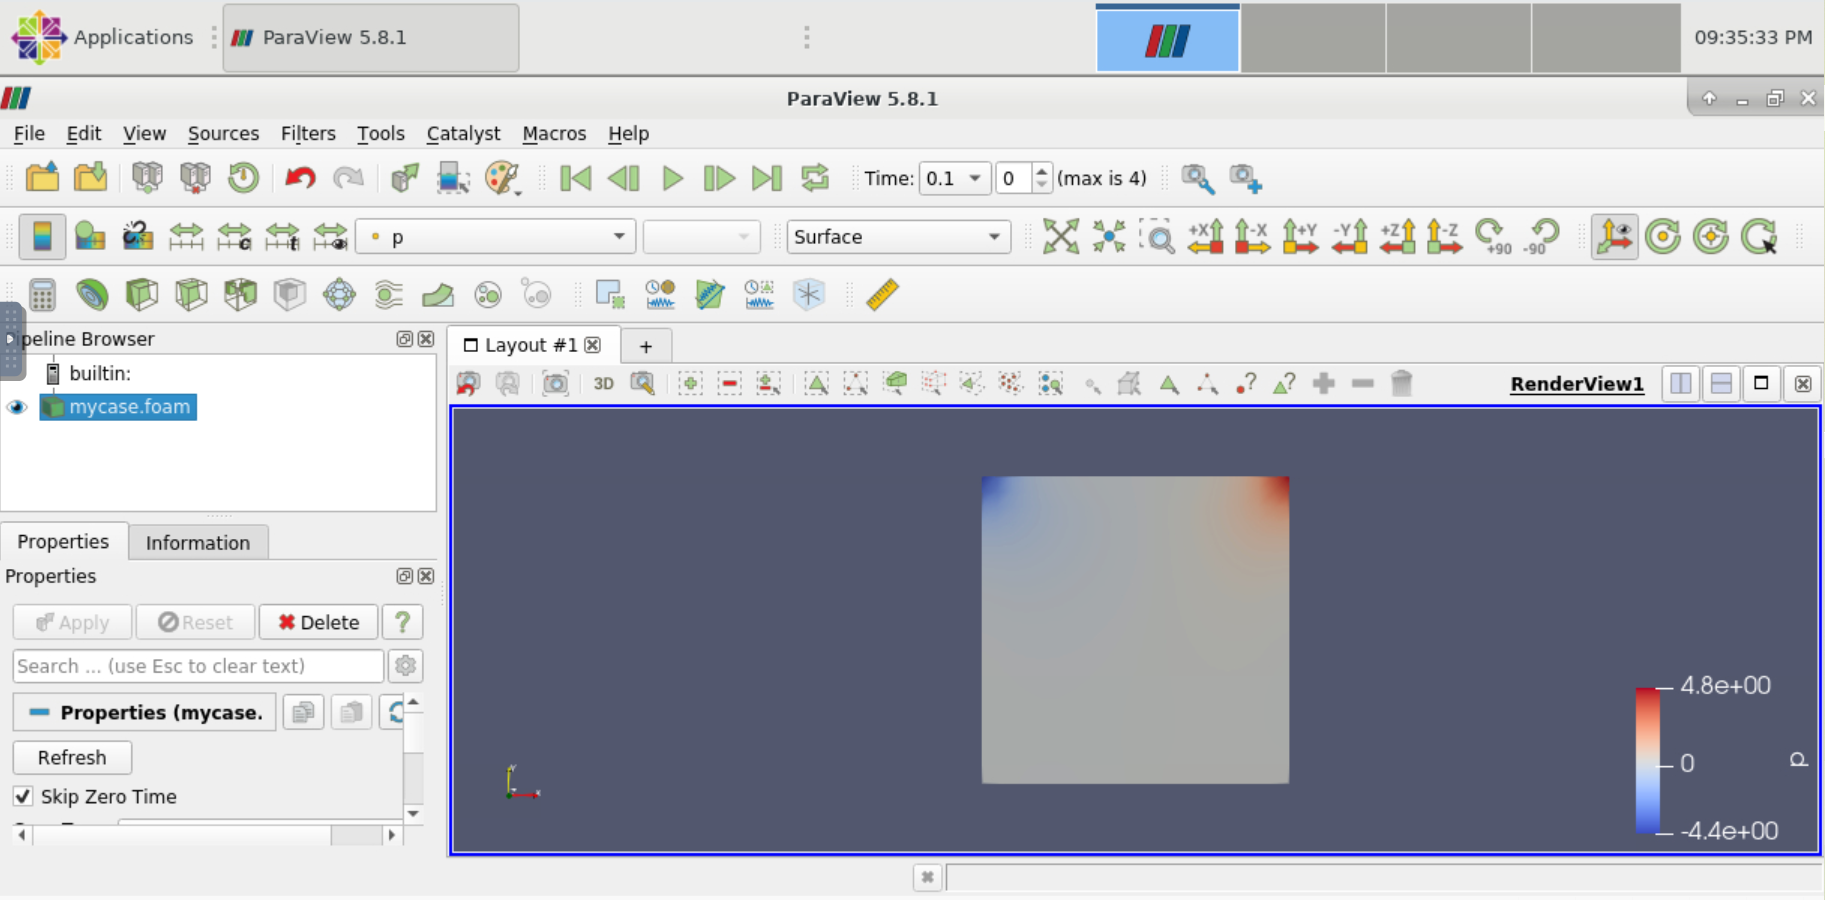 Applications
ParaView 5.8.1
09:35:33 PM
ParaView 5.8.1
File Edit View Sources Filters Tools Catalyst Macros Help
Time: 0.1 0 (max is 4)
p Surface +X -X +Y -Y +Z -Z +90 -90
Pipeline Browser
builtin:
mycase.foam
Layout #1 +
3D
RenderView1
Properties Information
Properties
Apply Reset Delete ?
Search ... (use Esc to clear text)
Properties (mycase.
Refresh
Skip Zero Time
4.8e+00
0
-4.4e+00
p
Y
x